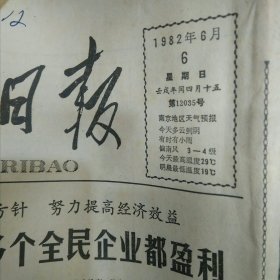 12
日报
RIBAO
1982年6月
6
星期日
壬戌年闰四月十五
第12035号
南京地区天气预报
今天多云到阴
有时有小雨
偏南风 3—4级
今天最高温度29℃
明晨最低温度19℃
方针 努力提高经济效益
多个全民企业都盈利